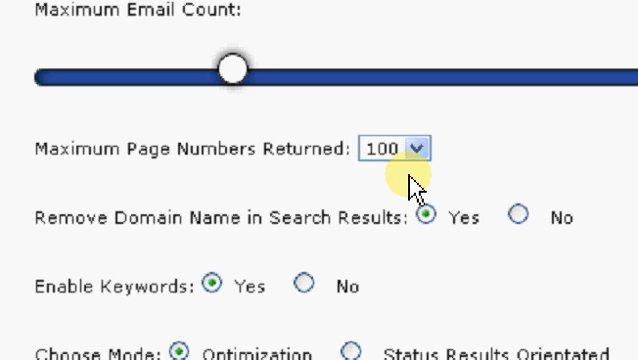 Maximum Email Count:
Maximum Page Numbers Returned: 100
Remove Domain Name in Search Results: Yes No
Enable Keywords: Yes No
Choose Mode: Optimization Status Results Orientated